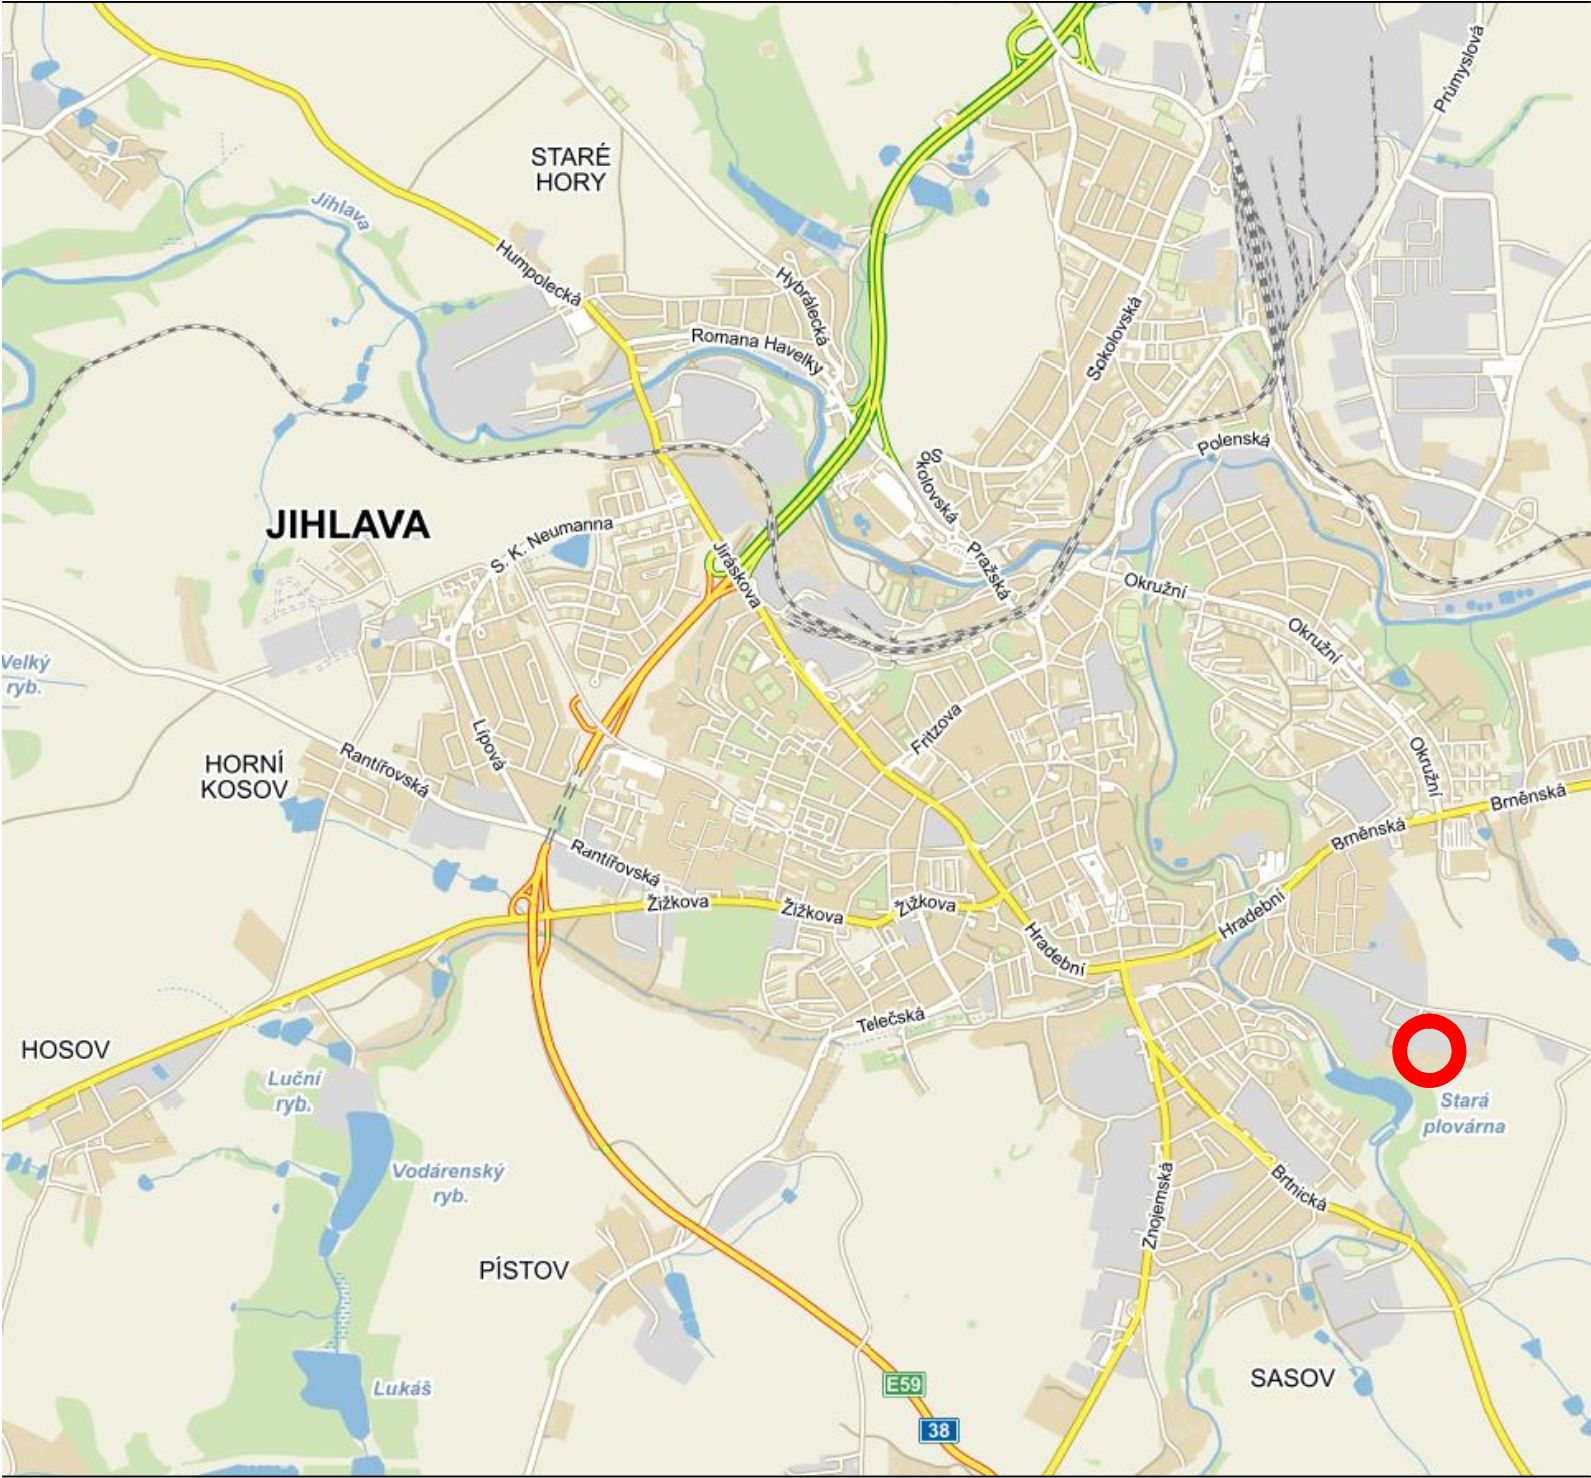 Průmyslová
STARÉ
HORY
Jihlava
Humpolecká
Hybrálecká
Romana Havelky
Sokolovská
Polenská
Sokolovská
JIHLAVA
S. K. Neumanna
Jiráskova
Pražská
Okružní
Okružní
Velký
ryb.
Lipová
Fritzova
HORNÍ
KOSOV
Rantířovská
Okružní
Brněnská
Brněnská
Rantířovská
Žižkova
Žižkova
Žižkova
Hradební
Hradební
Telečská
HOSOV
Luční
ryb.
Stará
plovárna
Vodárenský
ryb.
Brtnická
Znojemská
PÍSTOV
SASOV
Lukáš
E59
38